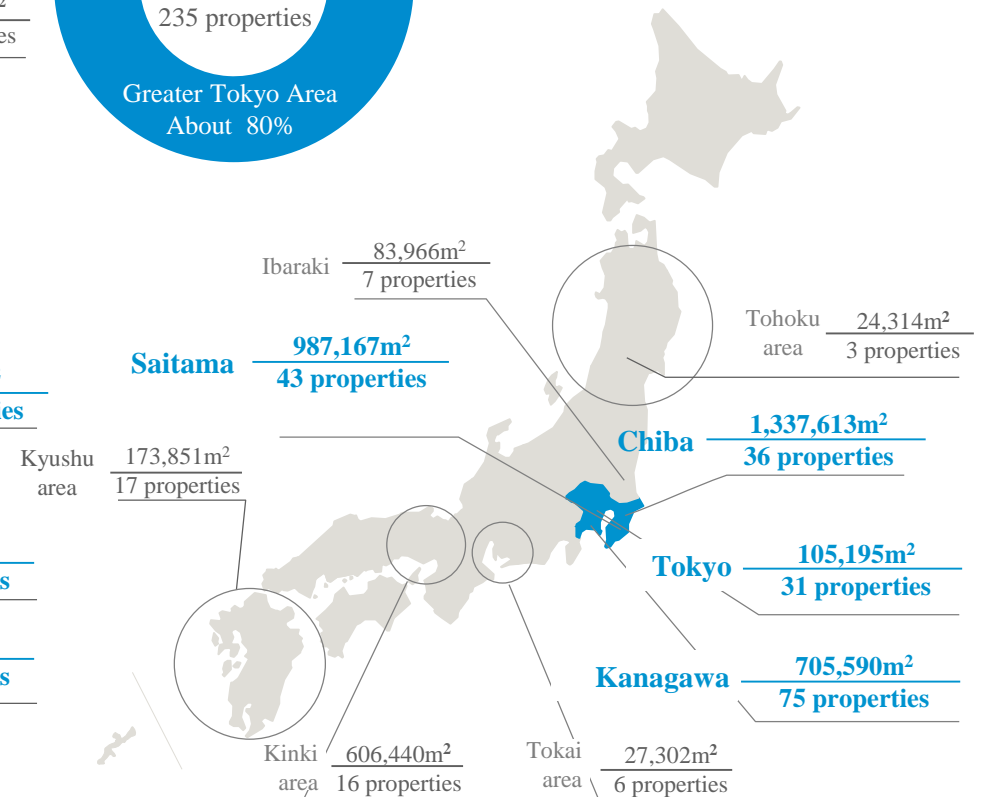 235 properties
Greater Tokyo Area
About 80%
Ibaraki
83,966m²
7 properties
Tohoku
area
24,314m²
3 properties
Saitama
987,167m²
43 properties
Chiba
1,337,613m²
36 properties
Kyushu
area
173,851m²
17 properties
Tokyo
105,195m²
31 properties
Kanagawa
705,590m²
75 properties
Kinki
area
606,440m²
16 properties
Tokai
area
27,302m²
6 properties